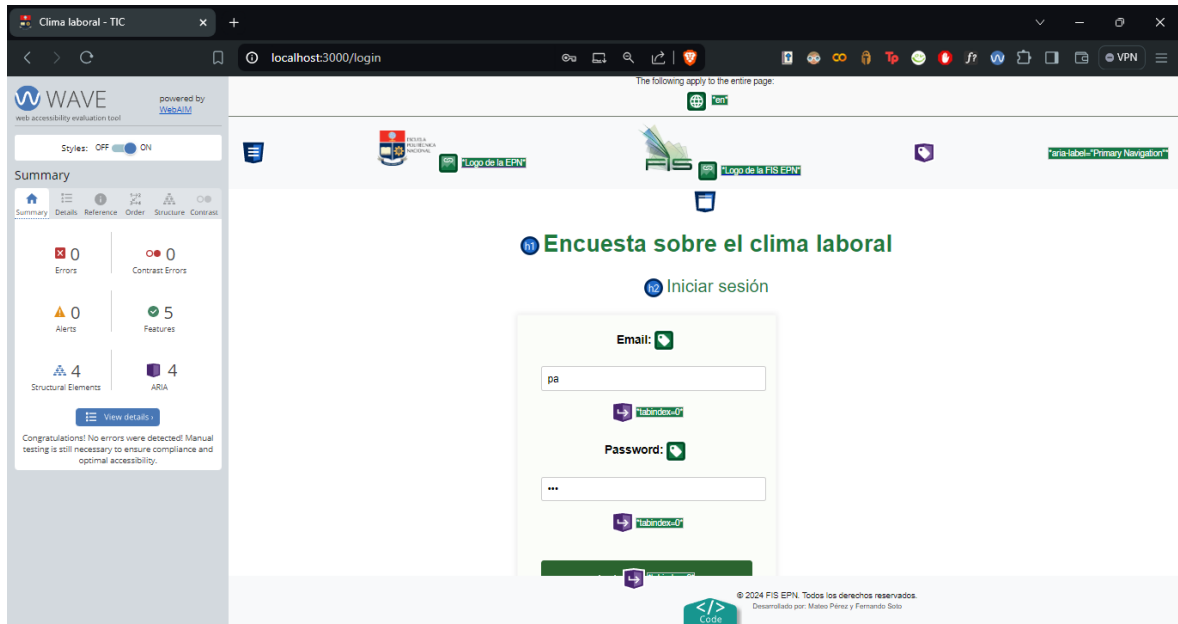 Clima laboral - TIC
localhost:3000/login
VPN
WAVE
powered by
WebAIM
web accessibility evaluation tool
Styles: OFF ON
Summary
Summary Details Reference Order Structure Contrast
0 0
Errors Contrast Errors
0 5
Alerts Features
4 4
Structural Elements ARIA
View details ›
Congratulations! No errors were detected! Manual
testing is still necessary to ensure compliance and
optimal accessibility.
The following apply to the entire page:
"en"
ESCUELA
POLITÉCNICA
NACIONAL
*Logo de la EPN*
FIS
*Logo de la FIS EPN*
*aria-label="Primary Navigation"*
h1 Encuesta sobre el clima laboral
h2 Iniciar sesión
Email:
pa
*tabindex=0*
Password:
•••
*tabindex=0*
© 2024 FIS EPN. Todos los derechos reservados.
Desarrollado por: Mateo Pérez y Fernando Soto
</>
Code